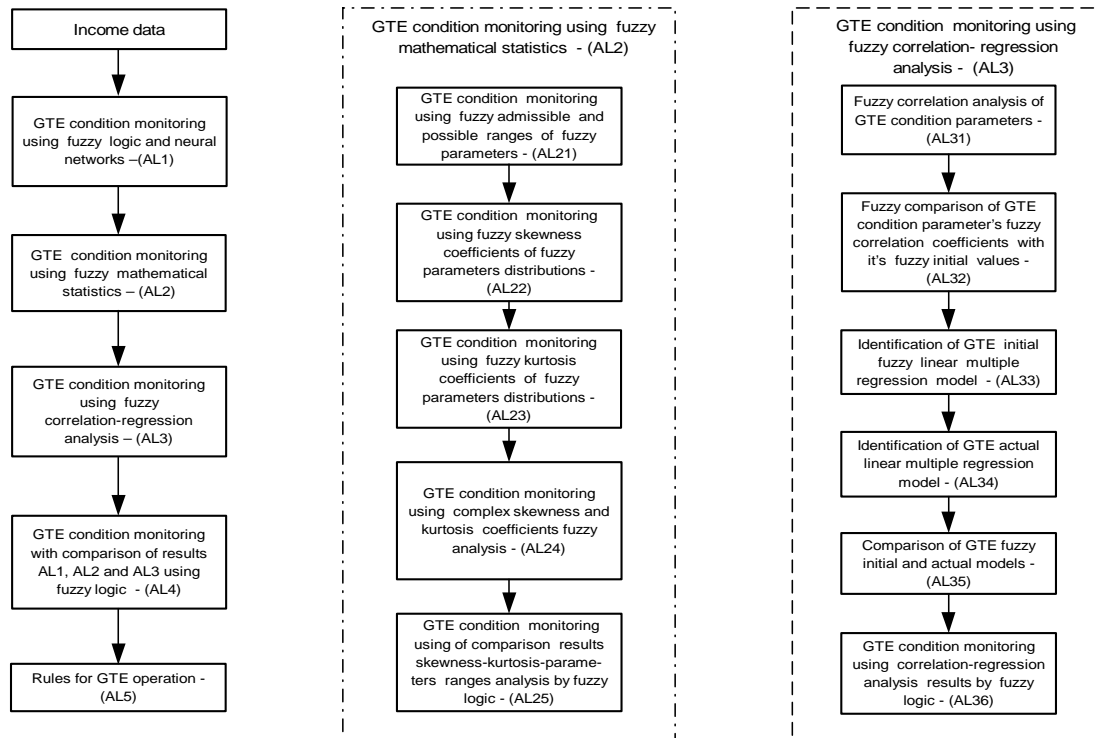 Income data
GTE condition monitoring
using fuzzy logic and neural
networks –(AL1)
GTE condition monitoring
using fuzzy mathematical
statistics – (AL2)
GTE condition monitoring
using fuzzy
correlation-regression
analysis – (AL3)
GTE condition monitoring
with comparison of results
AL1, AL2 and AL3 using
fuzzy logic - (AL4)
Rules for GTE operation -
(AL5)
GTE condition monitoring using fuzzy
mathematical statistics - (AL2)
GTE condition monitoring
using fuzzy admissible and
possible ranges of fuzzy
parameters - (AL21)
GTE condition monitoring
using fuzzy skewness
coefficients of fuzzy
parameters distributions -
(AL22)
GTE condition monitoring
using fuzzy kurtosis
coefficients of fuzzy
parameters distributions -
(AL23)
GTE condition monitoring
using complex skewness and
kurtosis coefficients fuzzy
analysis - (AL24)
GTE condition monitoring
using of comparison results
skewness-kurtosis-parame-
ters ranges analysis by fuzzy
logic - (AL25)
GTE condition monitoring using
fuzzy correlation- regression
analysis - (AL3)
Fuzzy correlation analysis of
GTE condition parameters -
(AL31)
Fuzzy comparison of GTE
condition parameter's fuzzy
correlation coefficients with
it's fuzzy initial values -
(AL32)
Identification of GTE initial
fuzzy linear multiple
regression model - (AL33)
Identification of GTE actual
linear multiple regression
model - (AL34)
Comparison of GTE fuzzy
initial and actual models -
(AL35)
GTE condition monitoring
using correlation-regression
analysis results by fuzzy
logic - (AL36)